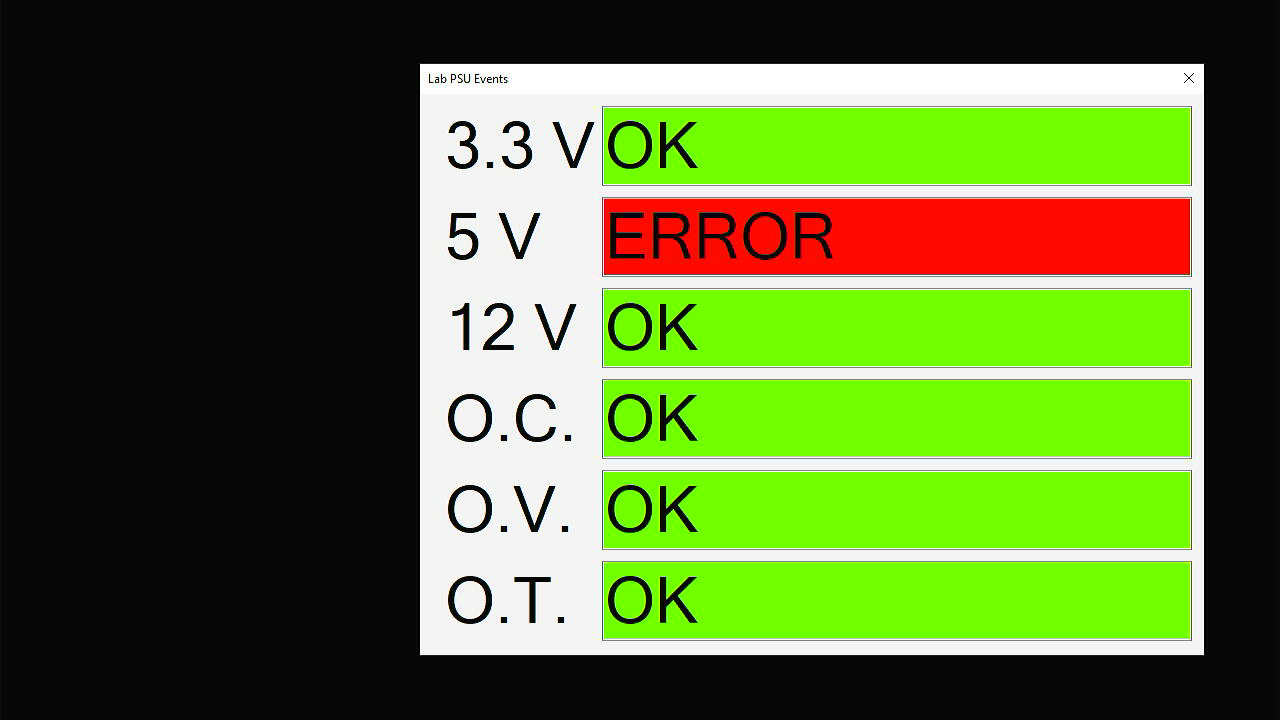 Lab PSU Events
3.3 V OK
5 V ERROR
12 V OK
O.C. OK
O.V. OK
O.T. OK